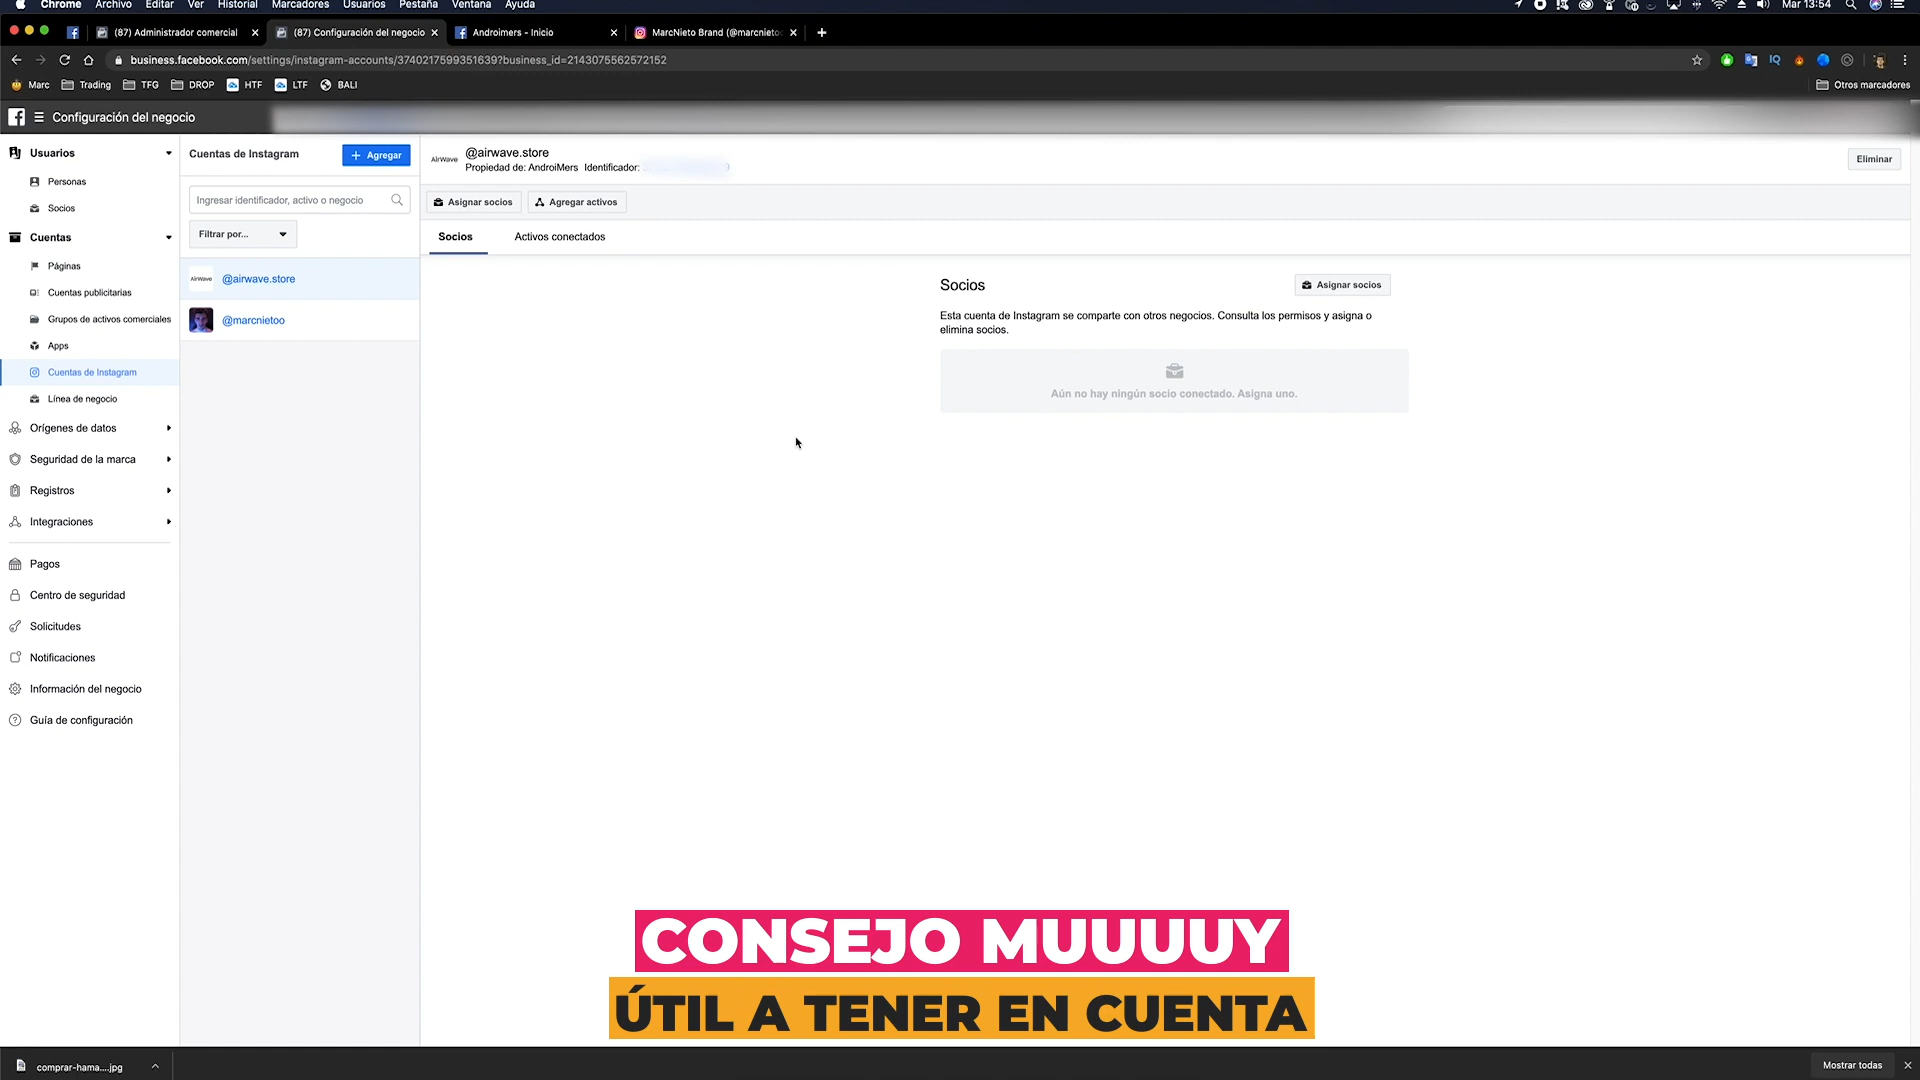 Chrome Archivo Editar Ver Historial Marcadores Usuarios Pestaña Ventana Ayuda Mar 13:54
(87) Administrador comercial (87) Configuración del negocio Androimers - Inicio MarcNieto Brand (@marcnietoo
business.facebook.com/settings/instagram-accounts/3740217599351639?business_id=2143075562572152
Marc Trading TFG DROP HTF LTF BALI Otros marcadores
Configuración del negocio
Usuarios
Personas
Socios
Cuentas
Páginas
Cuentas publicitarias
Grupos de activos comerciales
Apps
Cuentas de Instagram
Línea de negocio
Orígenes de datos
Seguridad de la marca
Registros
Integraciones
Pagos
Centro de seguridad
Solicitudes
Notificaciones
Información del negocio
Guía de configuración
Cuentas de Instagram
+ Agregar
Ingresar identificador, activo o negocio
Filtrar por...
AirWave @airwave.store
@marcnietoo
AirWave @airwave.store
Propiedad de: AndroiMers Identificador:
Eliminar
Asignar socios Agregar activos
Socios Activos conectados
Socios
Asignar socios
Esta cuenta de Instagram se comparte con otros negocios. Consulta los permisos y asigna o
elimina socios.
Aún no hay ningún socio conectado. Asigna uno.
CONSEJO MUUUUY
ÚTIL A TENER EN CUENTA
comprar-hama....jpg
Mostrar todas